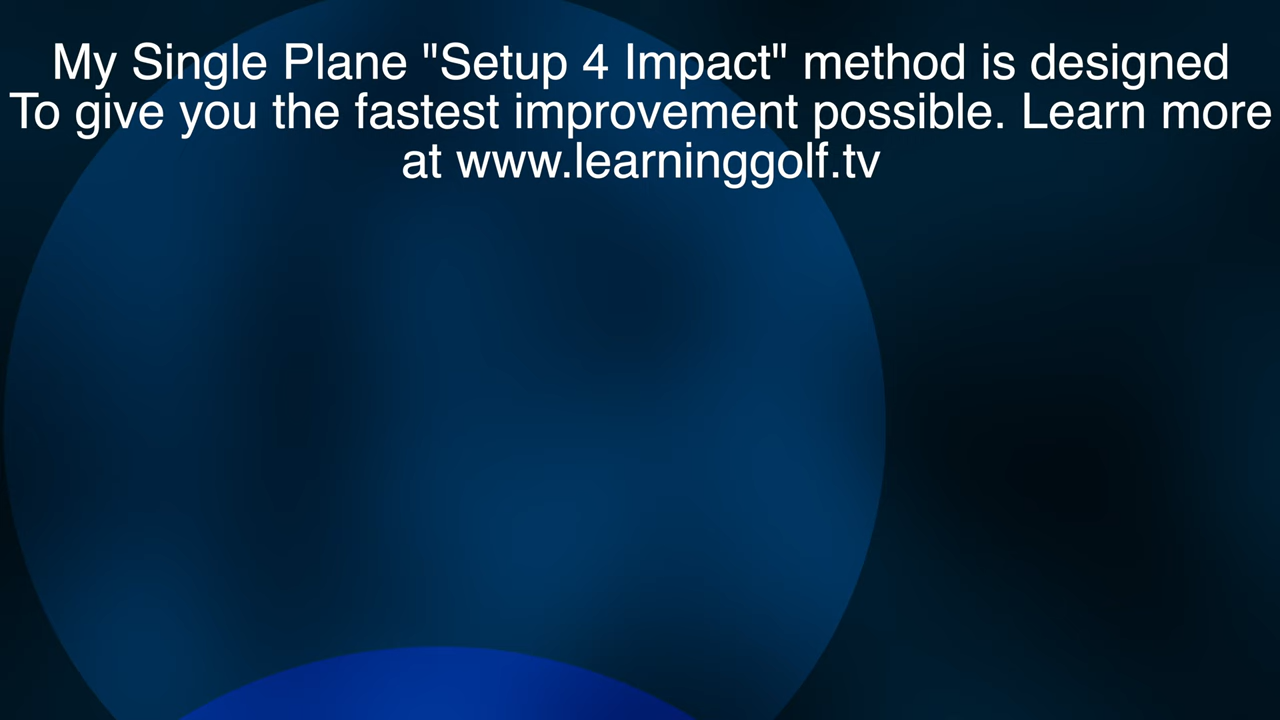 My Single Plane "Setup 4 Impact" method is designed
To give you the fastest improvement possible. Learn more
at www.learninggolf.tv